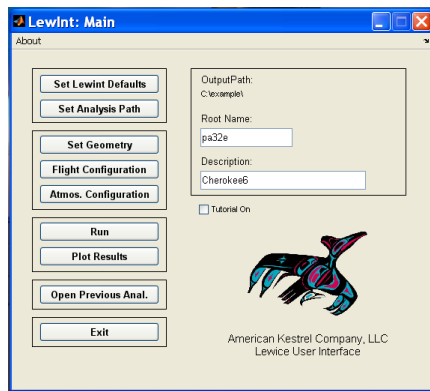 LewInt: Main
About
Set Lewint Defaults
Set Analysis Path
Set Geometry
Flight Configuration
Atmos. Configuration
Run
Plot Results
Open Previous Anal.
Exit
OutputPath:
C:\example\
Root Name:
pa32e
Description:
Cherokee6
Tutorial On
American Kestrel Company, LLC
Lewice User Interface